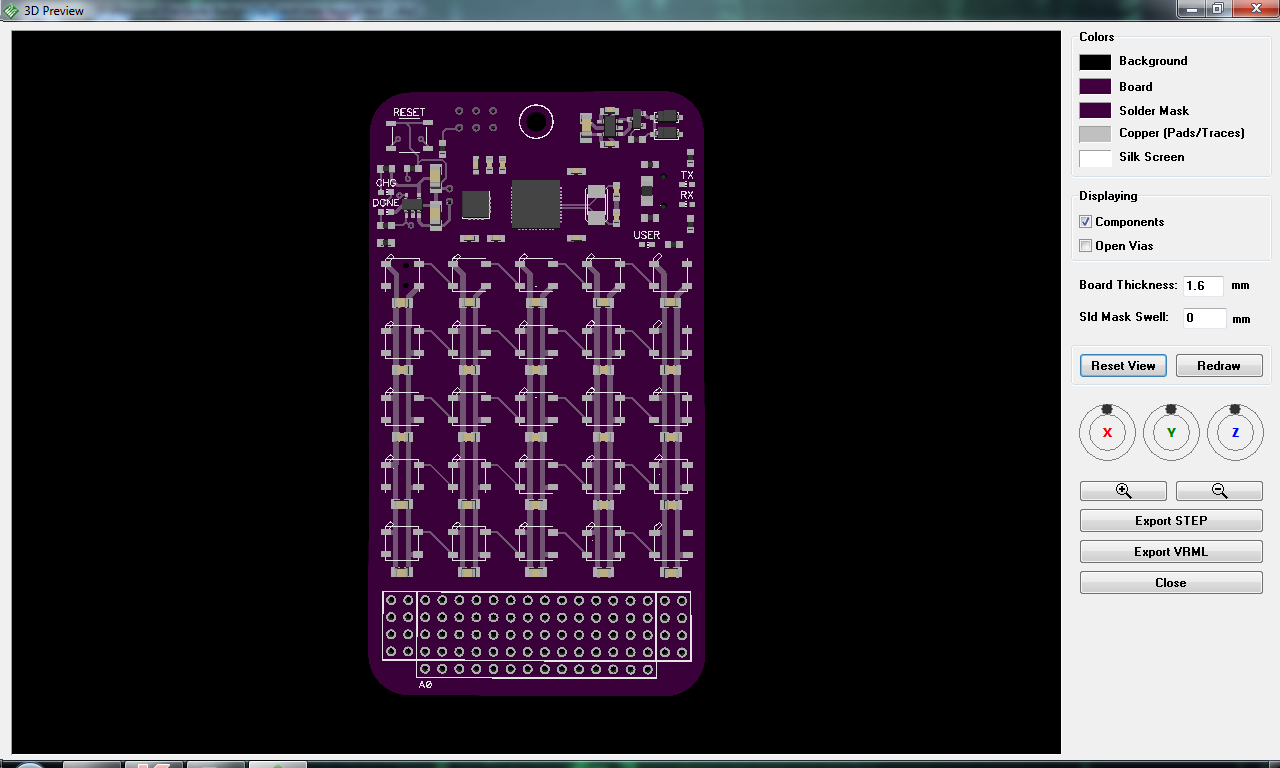 3D Preview
Colors
Background
Board
Solder Mask
Copper (Pads/Traces)
Silk Screen
Displaying
Components
Open Vias
Board Thickness: 1.6 mm
Sld Mask Swell: 0 mm
Reset View Redraw
X Y Z
Export STEP
Export VRML
Close
RESET
CHG
DONE
TX
RX
USER
A0